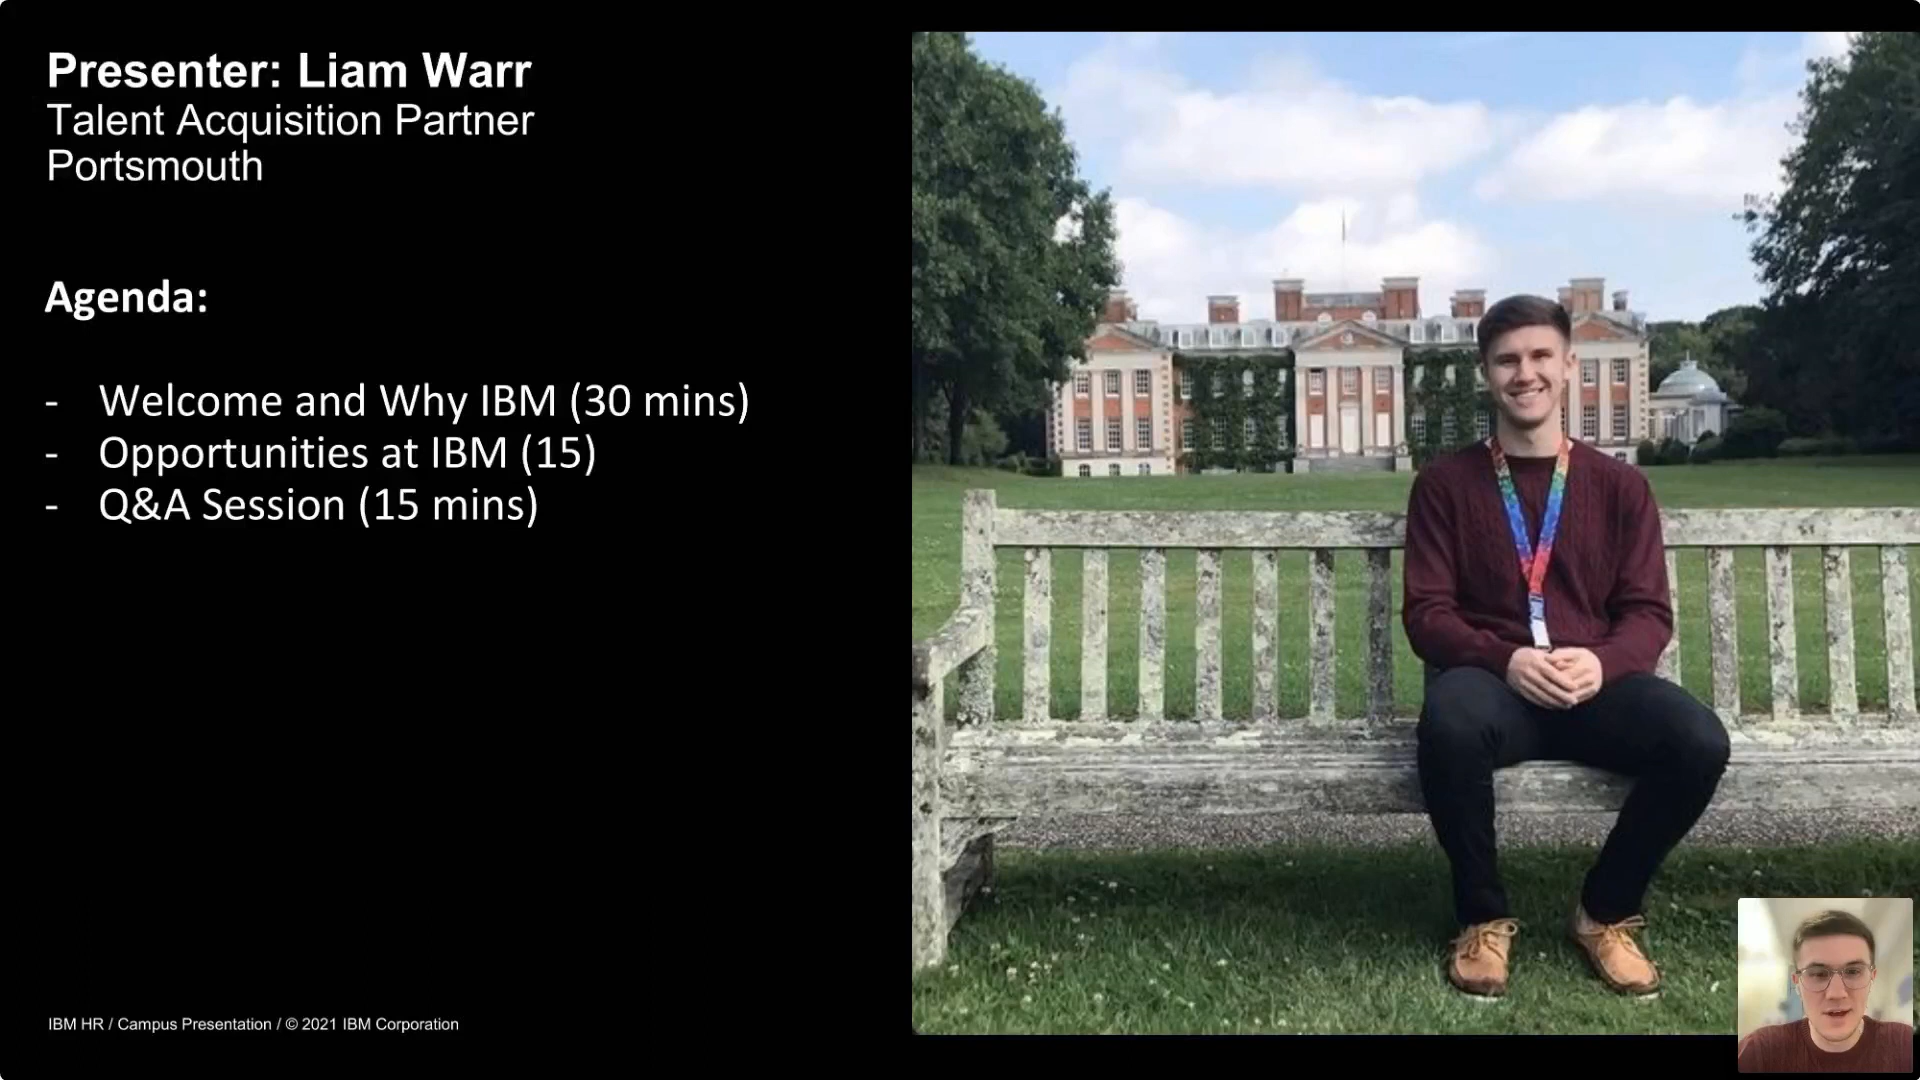 Presenter: Liam Warr
Talent Acquisition Partner
Portsmouth
Agenda:
- Welcome and Why IBM (30 mins)
- Opportunities at IBM (15)
- Q&A Session (15 mins)
IBM HR / Campus Presentation / © 2021 IBM Corporation